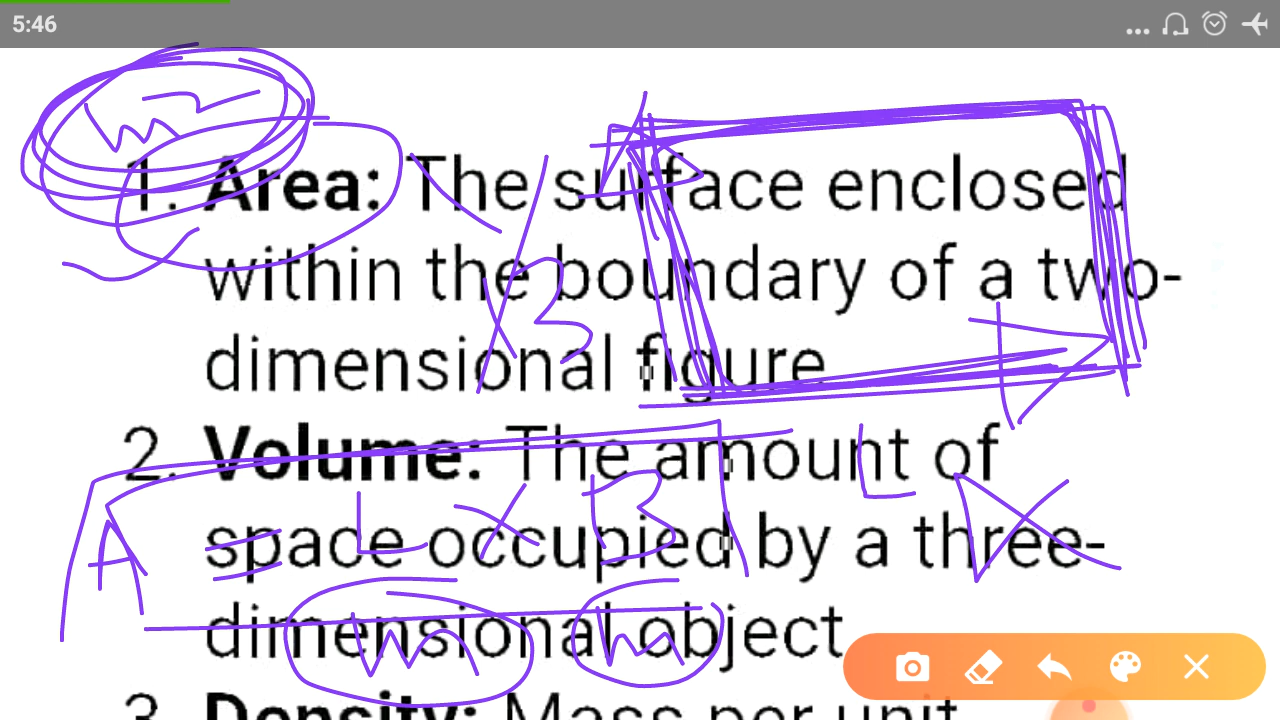 5:46
m²
1. Area: The surface enclosed
within the boundary of a two-
dimensional figure
B
L
2. Volume: The amount of
space occupied by a three-
A = L × B
dimensional object
m m
3. Density: Mass per unit